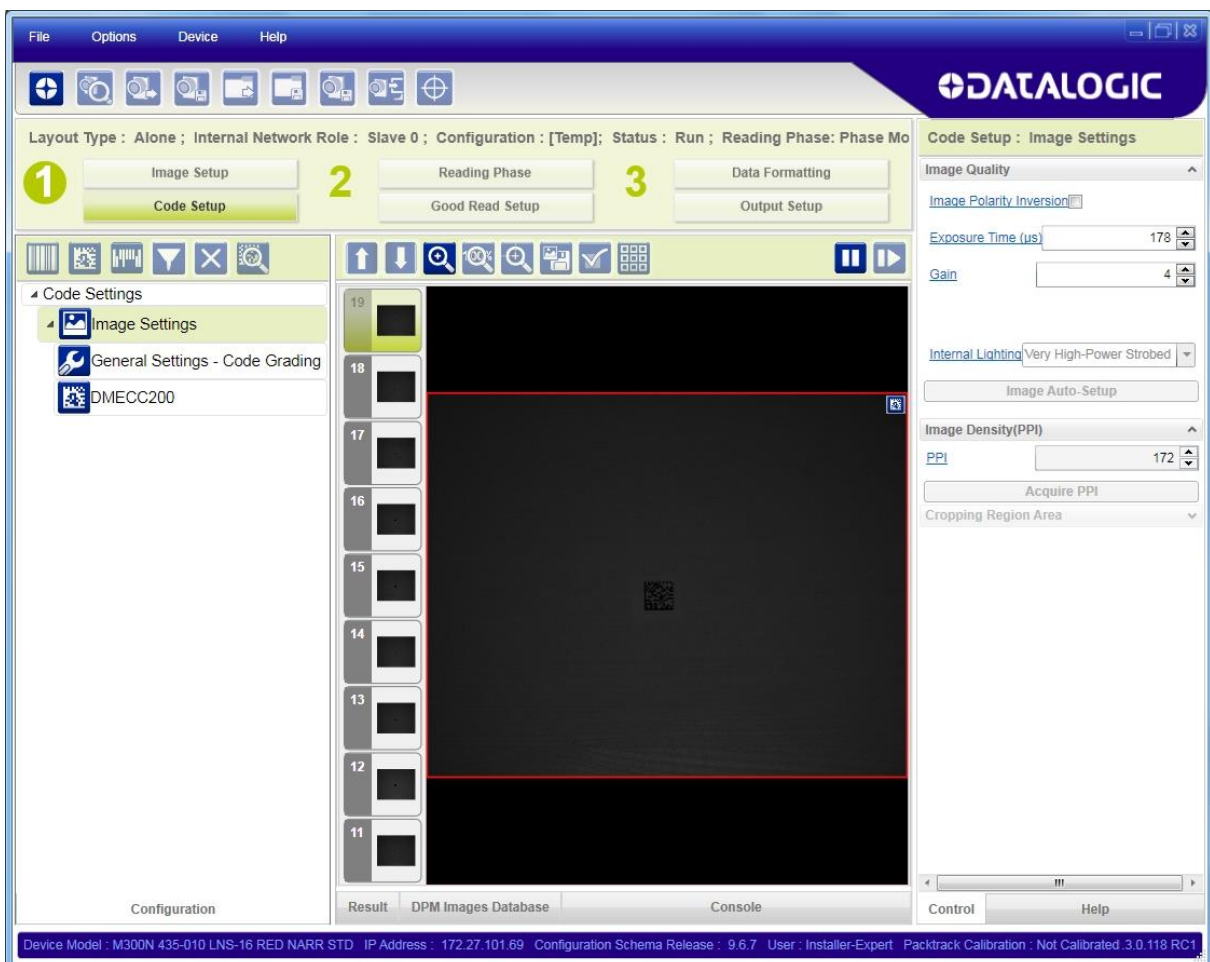 File Options Device Help
DATALOGIC
Layout Type : Alone ; Internal Network Role : Slave 0 ; Configuration : [Temp]; Status : Run ; Reading Phase: Phase Mo
1 Image Setup 2 Reading Phase 3 Data Formatting
Code Setup Good Read Setup Output Setup
Code Settings
Image Settings
General Settings - Code Grading
DMECC200
Configuration
100%
19
18
17
16
15
14
13
12
11
Result DPM Images Database Console
Code Setup : Image Settings
Image Quality
Image Polarity Inversion
Exposure Time (µs) 178
Gain 4
Internal Lighting Very High-Power Strobed
Image Auto-Setup
Image Density(PPI)
PPI 172
Acquire PPI
Cropping Region Area
Control Help
Device Model : M300N 435-010 LNS-16 RED NARR STD IP Address : 172.27.101.69 Configuration Schema Release : 9.6.7 User : Installer-Expert Packtrack Calibration : Not Calibrated .3.0.118 RC1